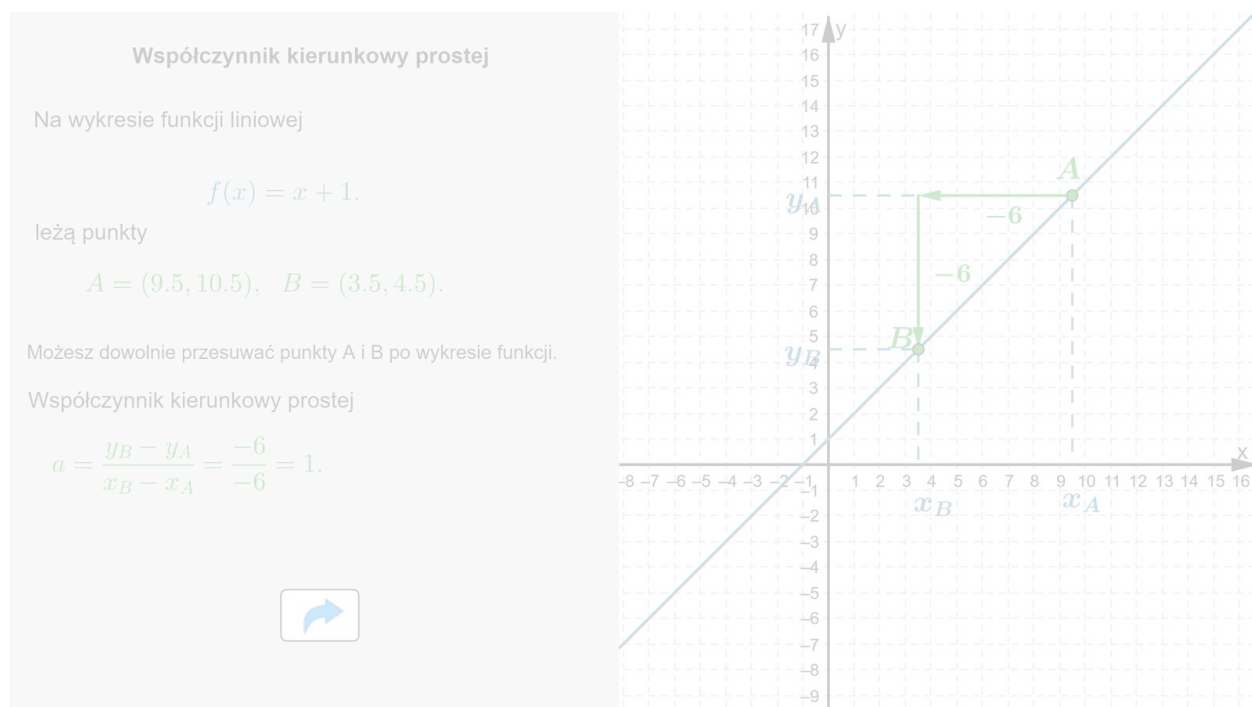 Współczynnik kierunkowy prostej
Na wykresie funkcji liniowej
f(x) = x + 1.
leżą punkty
A = (9.5, 10.5), B = (3.5, 4.5).
Możesz dowolnie przesuwać punkty A i B po wykresie funkcji.
Współczynnik kierunkowy prostej
a = \frac{y_B − y_A}{x_B − x_A} = \frac{−6}{−6} = 1.
y
17
16
15
14
13
12
11
10
9
8
7
6
5
4
3
2
1
–1
–2
–3
–4
–5
–6
–7
–8
–9
A
y_A
−6
−6
B
y_B
x
–8 –7 –6 –5 –4 –3 –2 –1 1 2 3 4 5 6 7 8 9 10 11 12 13 14 15 16
x_B x_A